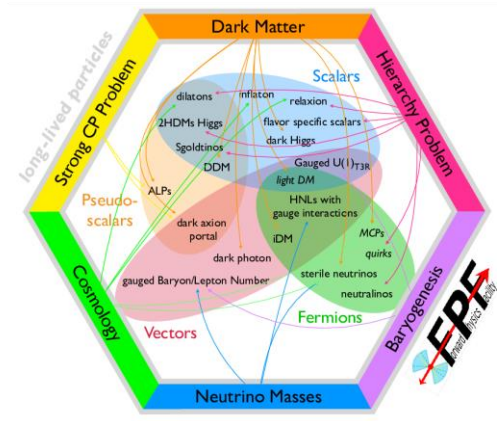 Dark Matter
long-lived particles
Strong CP Problem
Hierarchy Problem
Scalars
dilatons
inflaton
relaxion
2HDMs Higgs
flavor specific scalars
dark Higgs
Sgoldtinos
DDM
Gauged U(1)T3R
light DM
Pseudo-
scalars
ALPs
HNLs with
gauge interactions
dark axion
portal
iDM
MCPs
quirks
dark photon
sterile neutrinos
gauged Baryon/Lepton Number
neutralinos
Cosmology
Vectors
Fermions
Baryogenesis
FPF
Forward Physics Facility
Neutrino Masses